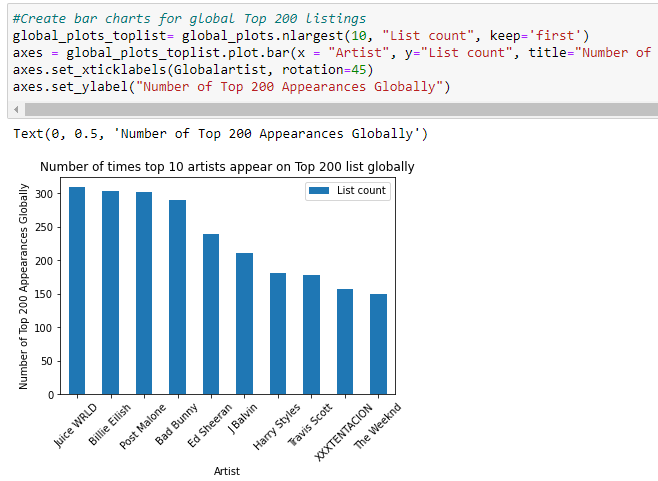 #Create bar charts for global Top 200 listings
global_plots_toplist= global_plots.nlargest(10, "List count", keep='first')
axes = global_plots_toplist.plot.bar(x = "Artist", y="List count", title="Number of
axes.set_xticklabels(Globalartist, rotation=45)
axes.set_ylabel("Number of Top 200 Appearances Globally")
Text(0, 0.5, 'Number of Top 200 Appearances Globally')
Number of times top 10 artists appear on Top 200 list globally
List count
Number of Top 200 Appearances Globally
300
250
200
150
100
50
0
Juice WRLD
Billie Eilish
Post Malone
Bad Bunny
Ed Sheeran
J Balvin
Harry Styles
Travis Scott
XXXTENTACION
The Weeknd
Artist